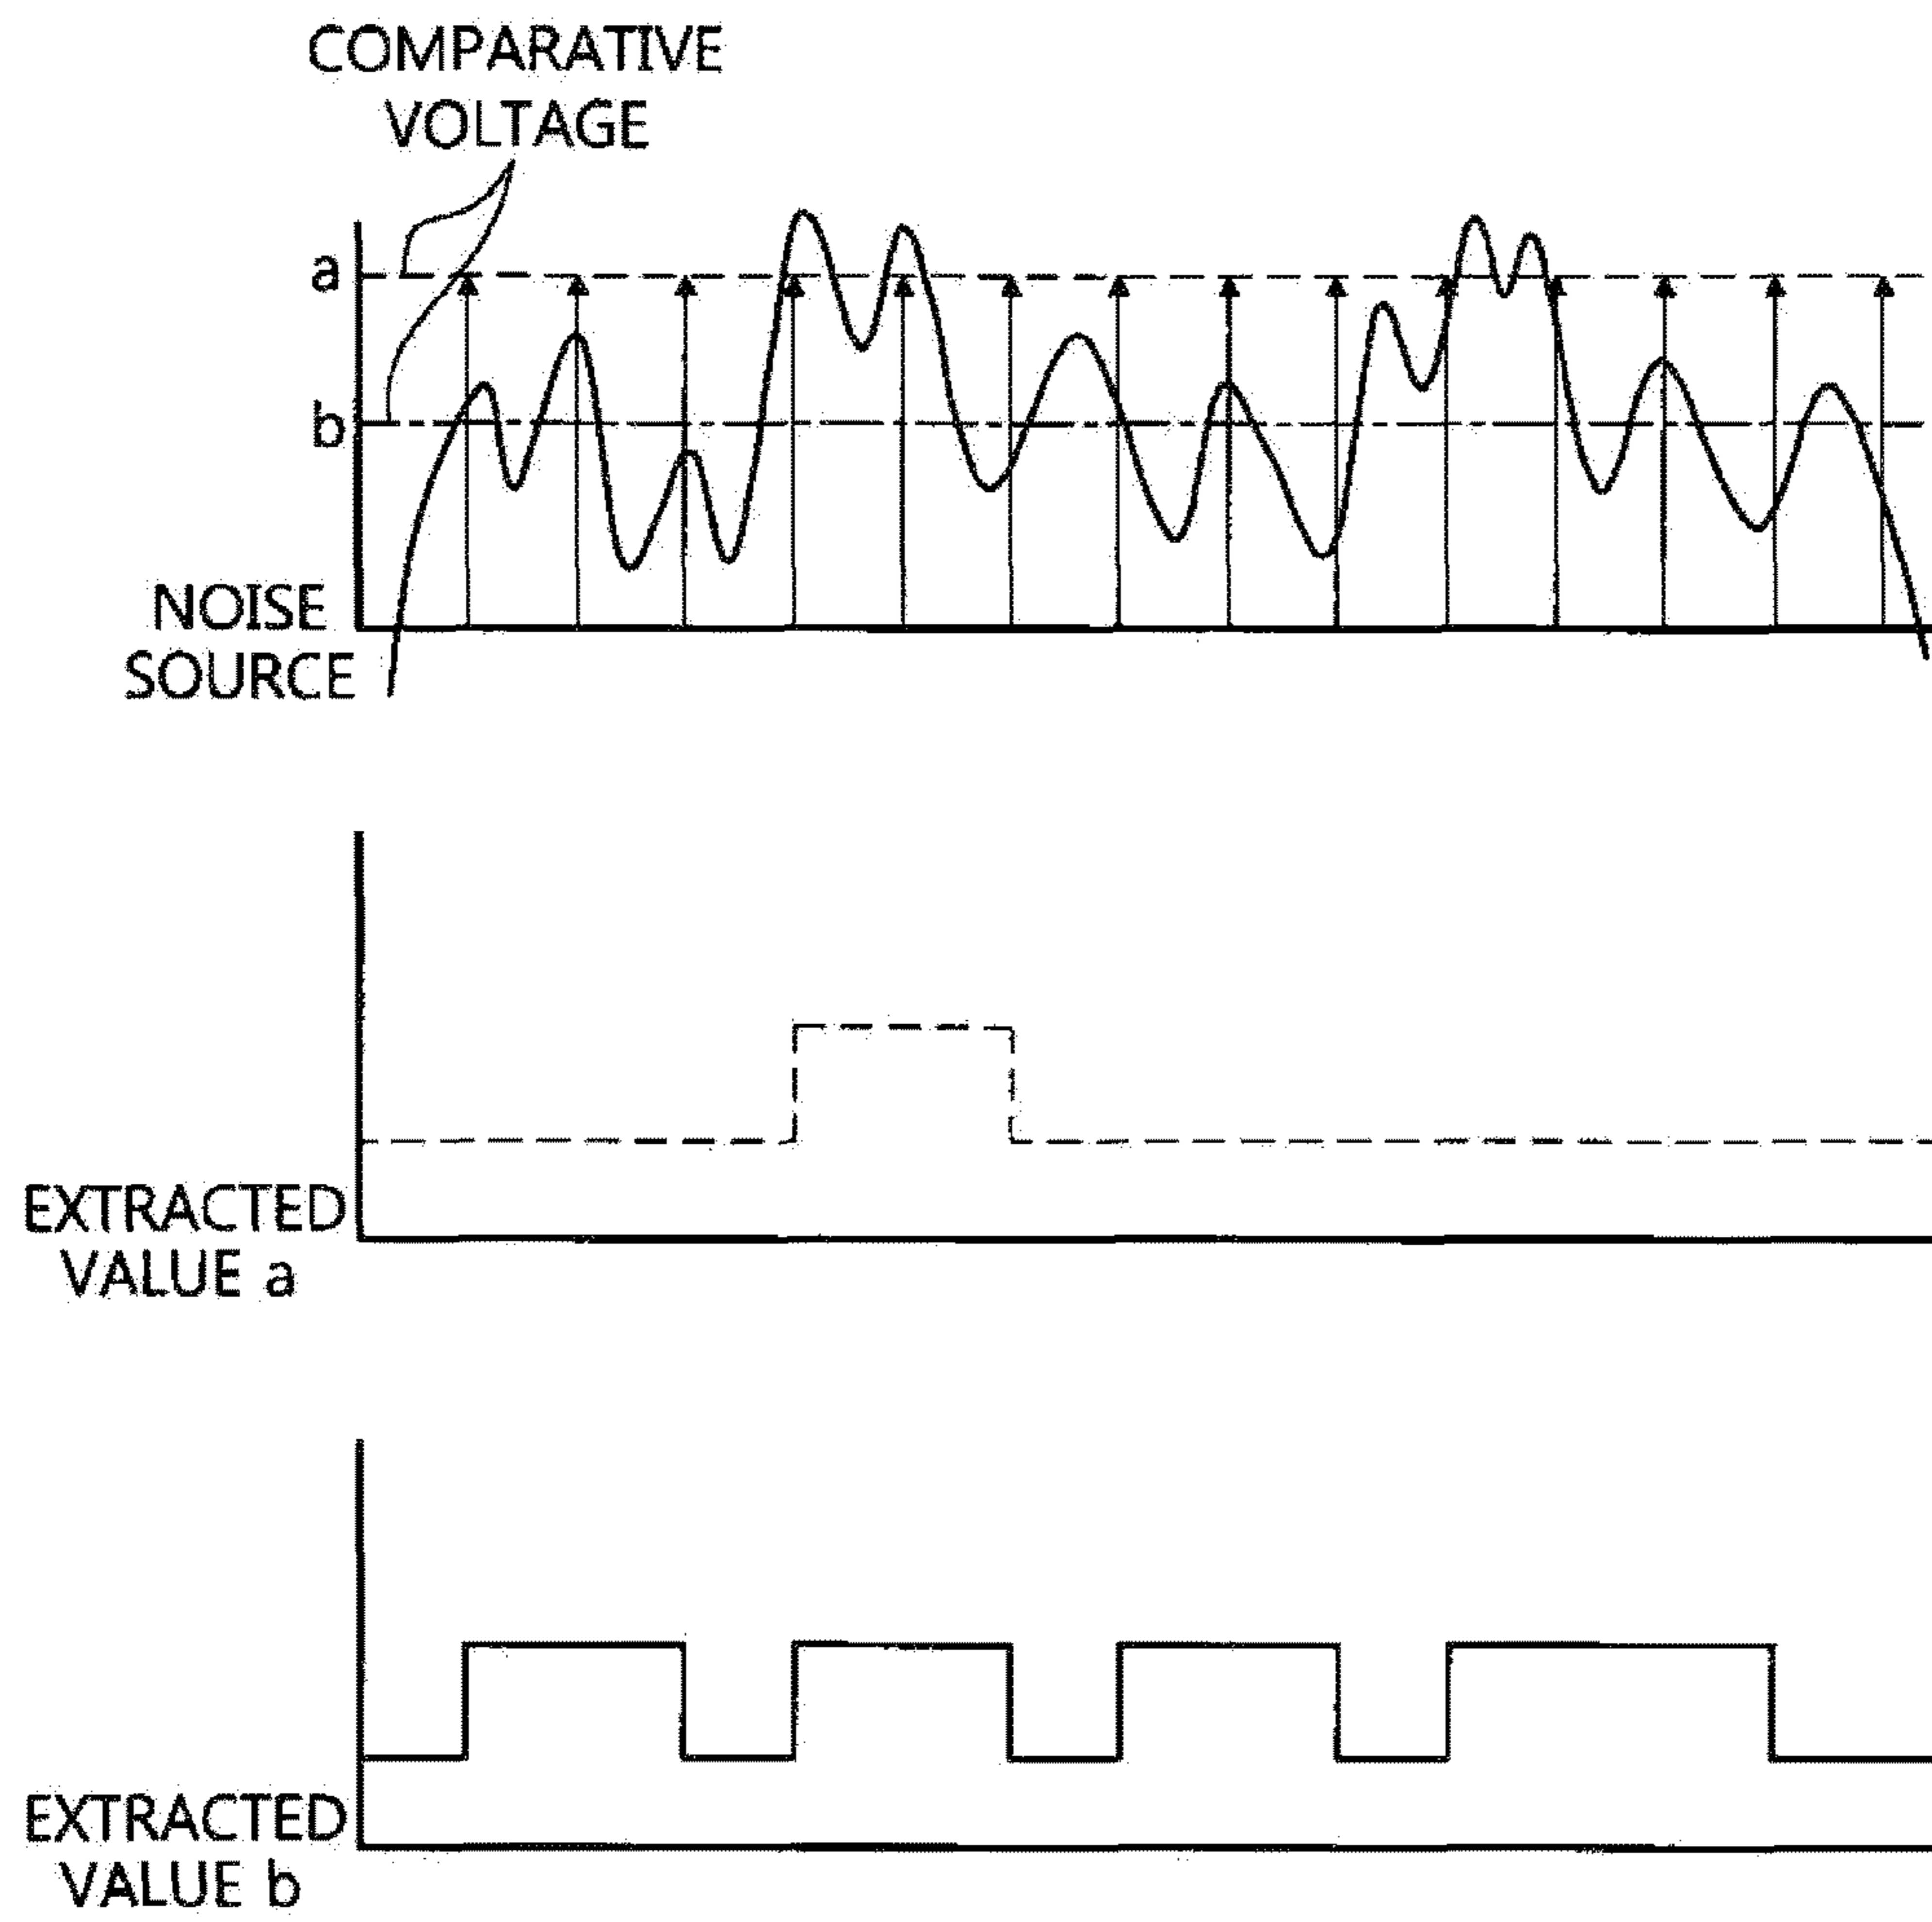 COMPARATIVE
VOLTAGE
a
b
NOISE
SOURCE
EXTRACTED
VALUE a
EXTRACTED
VALUE b